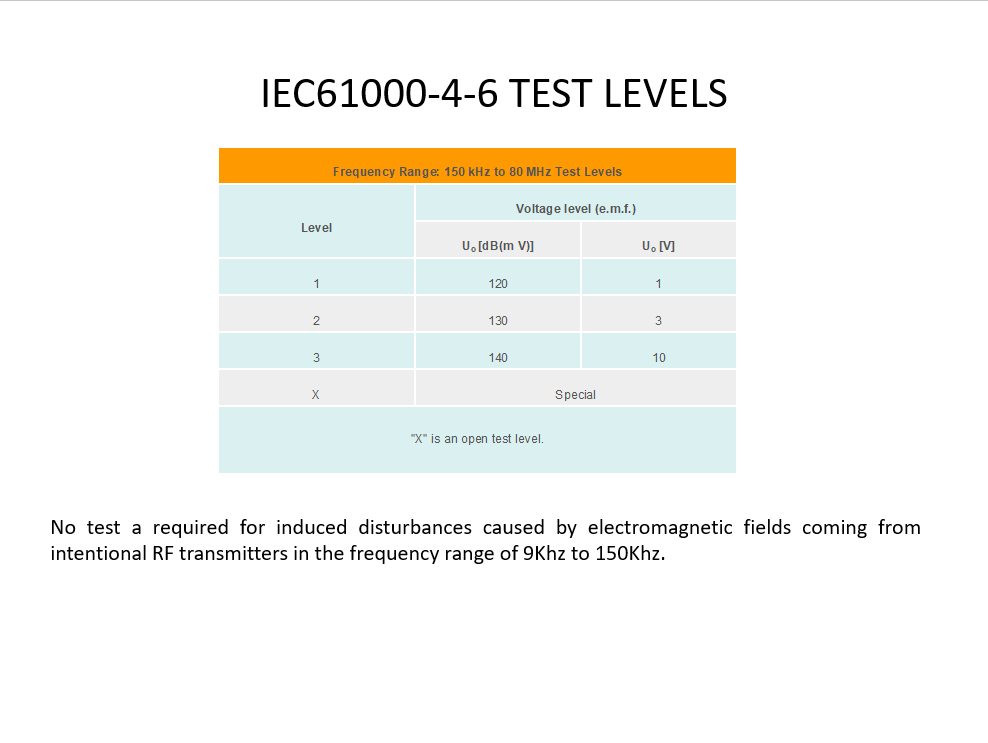 IEC61000-4-6 TEST LEVELS
Frequency Range: 150 kHz to 80 MHz Test Levels
Level
Voltage level (e.m.f.)
Uₒ [dB(m V)]
Uₒ [V]
1 120 1
2 130 3
3 140 10
X Special
"X" is an open test level.
No test a required for induced disturbances caused by electromagnetic fields coming from
intentional RF transmitters in the frequency range of 9Khz to 150Khz.